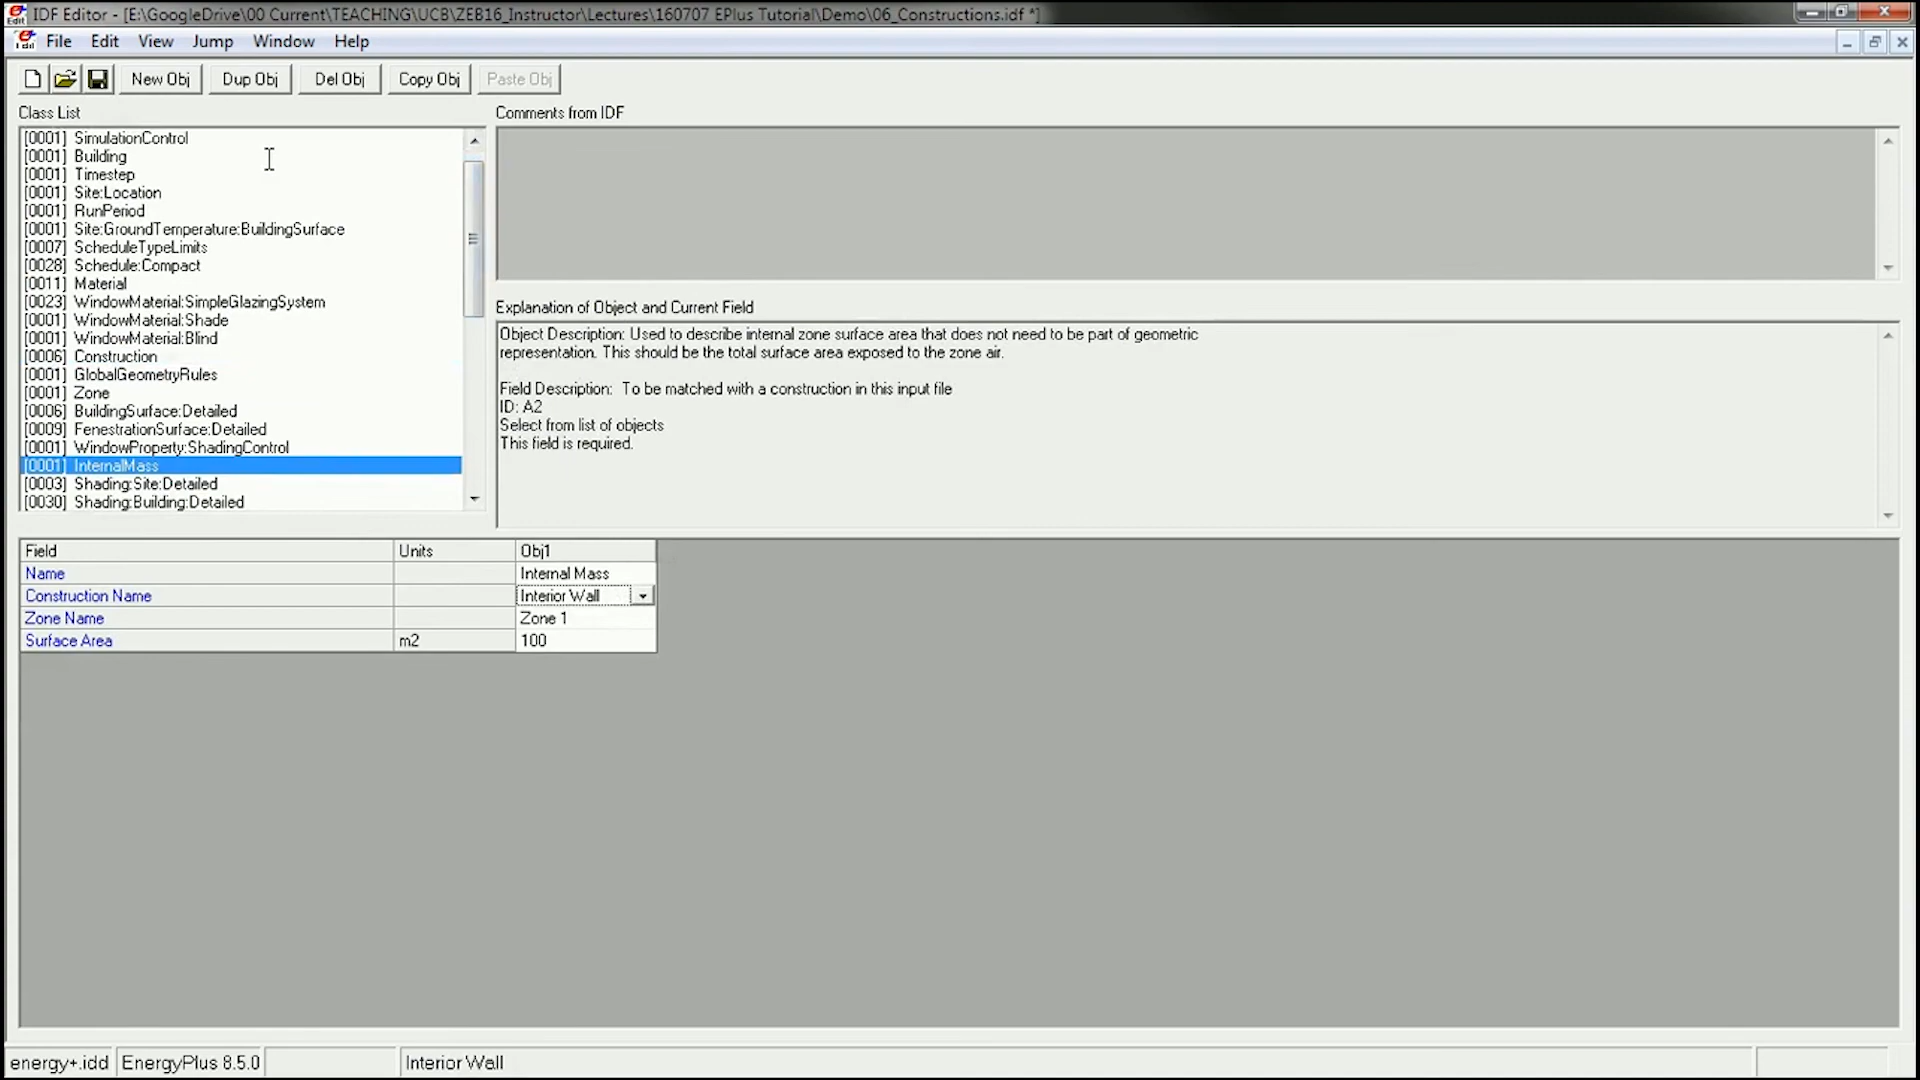 IDF Editor - [E:\GoogleDrive\00 Current\TEACHING\UCB\ZEB16_Instructor\Lectures\160707 EPlus Tutorial\Demo\06_Constructions.idf *]
File Edit View Jump Window Help
New Obj Dup Obj Del Obj Copy Obj Paste Obj
Class List
[0001] SimulationControl
[0001] Building
[0001] Timestep
[0001] Site:Location
[0001] RunPeriod
[0001] Site:GroundTemperature:BuildingSurface
[0007] ScheduleTypeLimits
[0028] Schedule:Compact
[0011] Material
[0023] WindowMaterial:SimpleGlazingSystem
[0001] WindowMaterial:Shade
[0001] WindowMaterial:Blind
[0006] Construction
[0001] GlobalGeometryRules
[0001] Zone
[0006] BuildingSurface:Detailed
[0009] FenestrationSurface:Detailed
[0001] WindowProperty:ShadingControl
[0001] InternalMass
[0003] Shading:Site:Detailed
[0030] Shading:Building:Detailed
Comments from IDF
Explanation of Object and Current Field
Object Description: Used to describe internal zone surface area that does not need to be part of geometric
representation. This should be the total surface area exposed to the zone air.
Field Description: To be matched with a construction in this input file
ID: A2
Select from list of objects
This field is required.
Field Units Obj1
Name Internal Mass
Construction Name Interior Wall
Zone Name Zone 1
Surface Area m2 100
energy+.idd EnergyPlus 8.5.0 Interior Wall